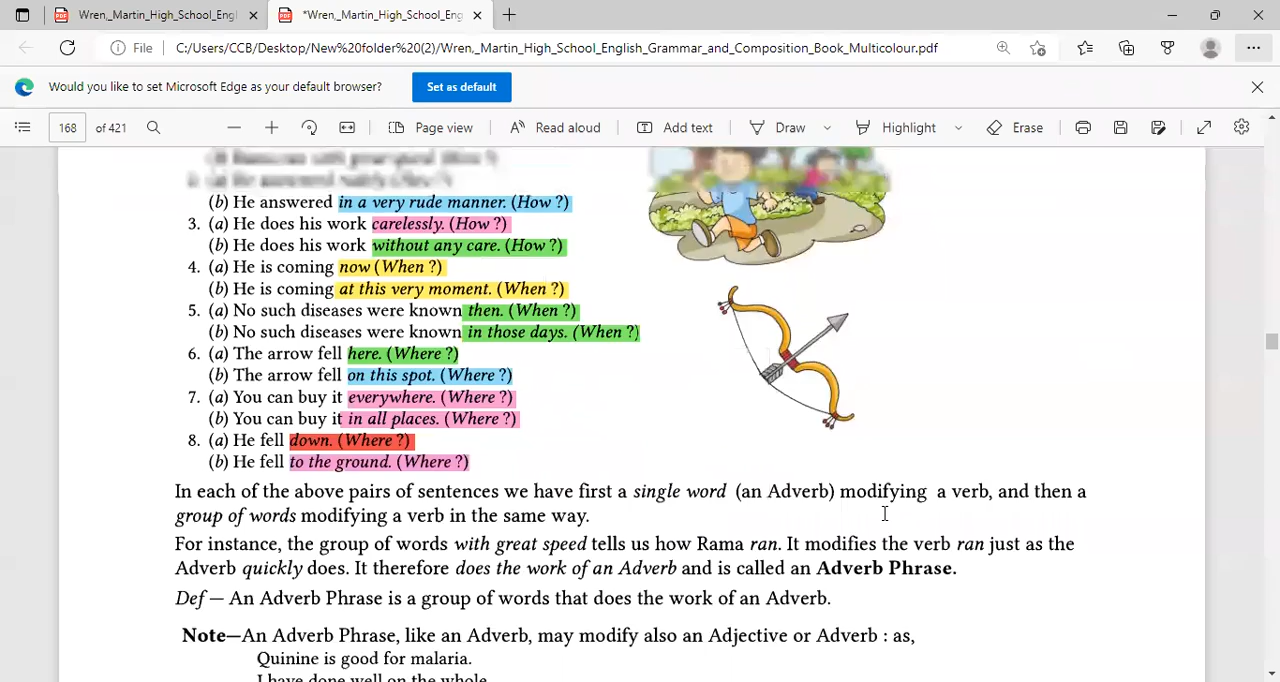 Wren,_Martin_High_School_Engl
*Wren,_Martin_High_School_Eng
File C:/Users/CCB/Desktop/New%20folder%20(2)/Wren,_Martin_High_School_English_Grammar_and_Composition_Book_Multicolour.pdf
Would you like to set Microsoft Edge as your default browser? Set as default
168 of 421 Page view Read aloud Add text Draw Highlight Erase
(b) He answered in a very rude manner. (How ?)
3. (a) He does his work carelessly. (How ?)
(b) He does his work without any care. (How ?)
4. (a) He is coming now (When ?)
(b) He is coming at this very moment. (When ?)
5. (a) No such diseases were known then. (When ?)
(b) No such diseases were known in those days. (When ?)
6. (a) The arrow fell here. (Where ?)
(b) The arrow fell on this spot. (Where ?)
7. (a) You can buy it everywhere. (Where ?)
(b) You can buy it in all places. (Where ?)
8. (a) He fell down. (Where ?)
(b) He fell to the ground. (Where ?)
In each of the above pairs of sentences we have first a single word (an Adverb) modifying a verb, and then a
group of words modifying a verb in the same way.
For instance, the group of words with great speed tells us how Rama ran. It modifies the verb ran just as the
Adverb quickly does. It therefore does the work of an Adverb and is called an Adverb Phrase.
Def — An Adverb Phrase is a group of words that does the work of an Adverb.
Note—An Adverb Phrase, like an Adverb, may modify also an Adjective or Adverb : as,
Quinine is good for malaria.
I have done well on the whole.